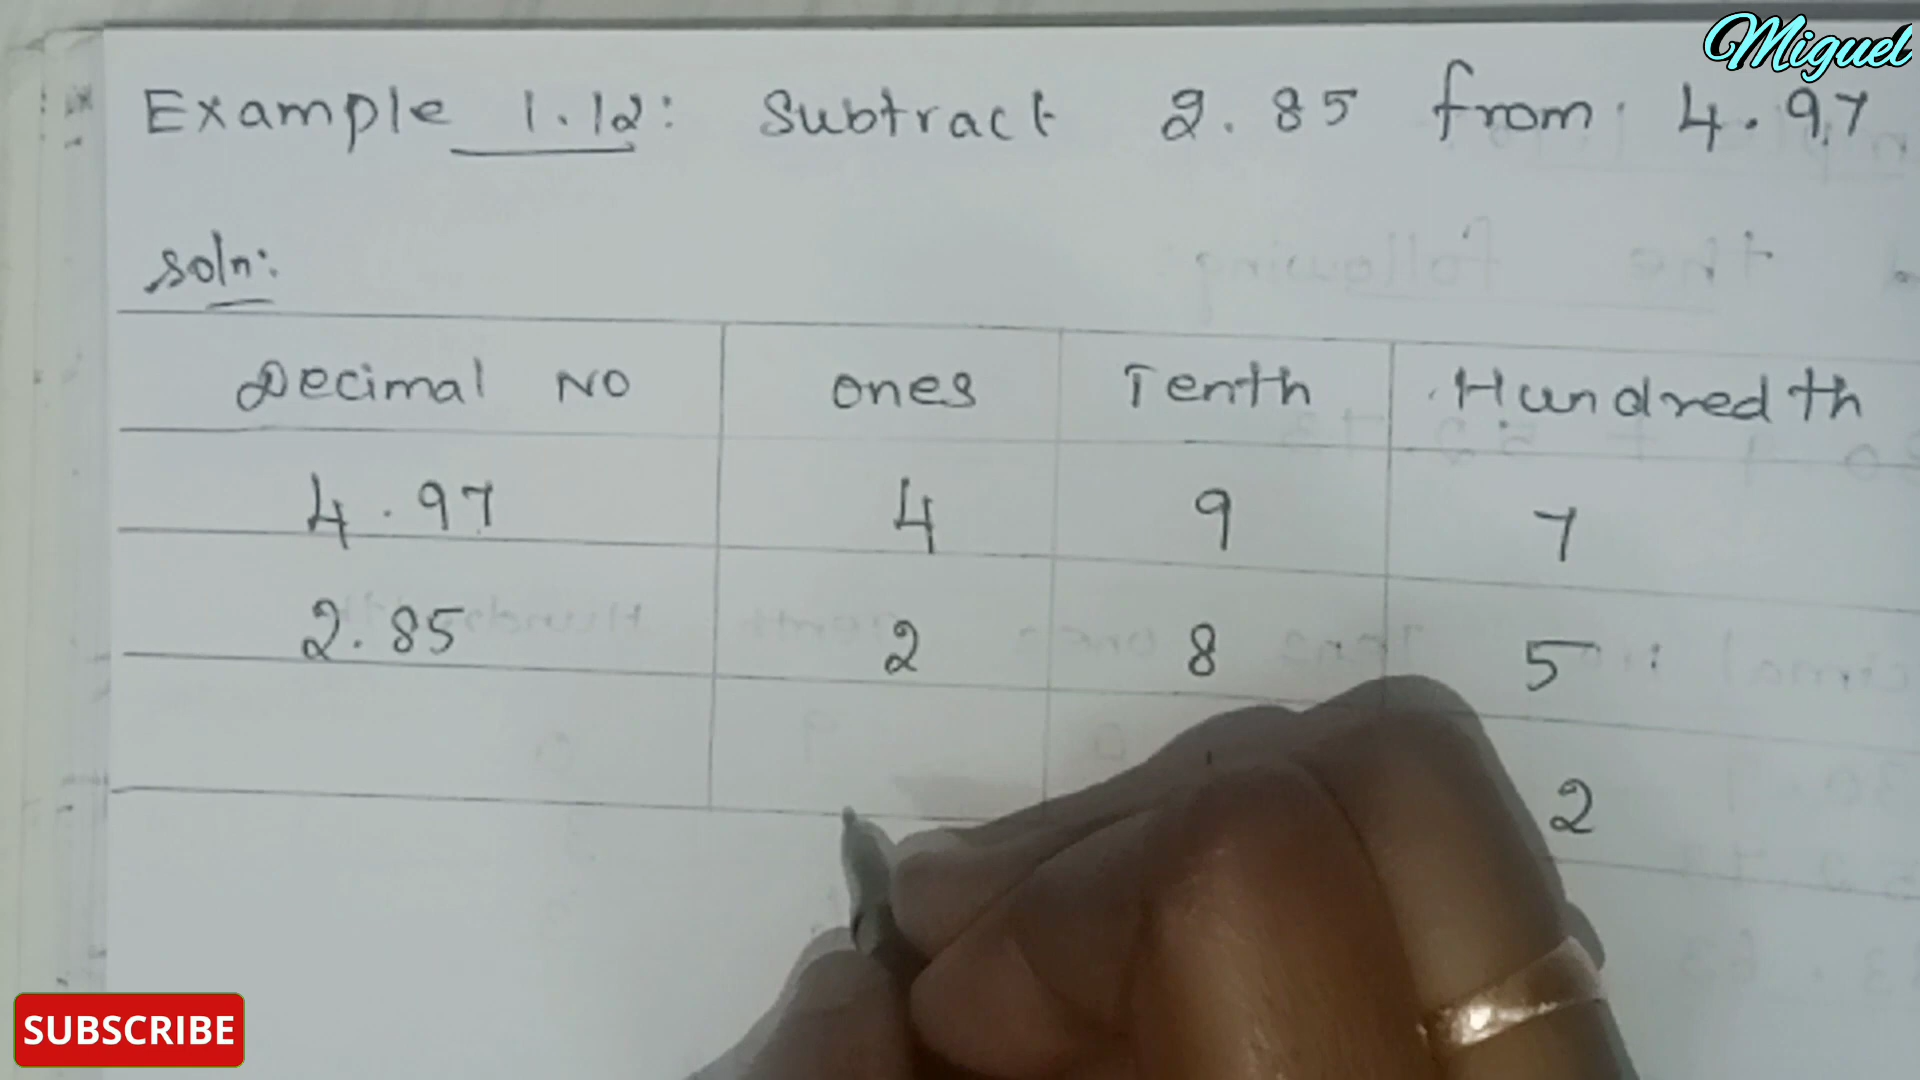 Miguel
Example 1.12: Subtract 2.85 from 4.97
Soln:
Decimal NO ones Tenth Hundredth
4.97 4 9 7
2.85 2 8 5
2
SUBSCRIBE